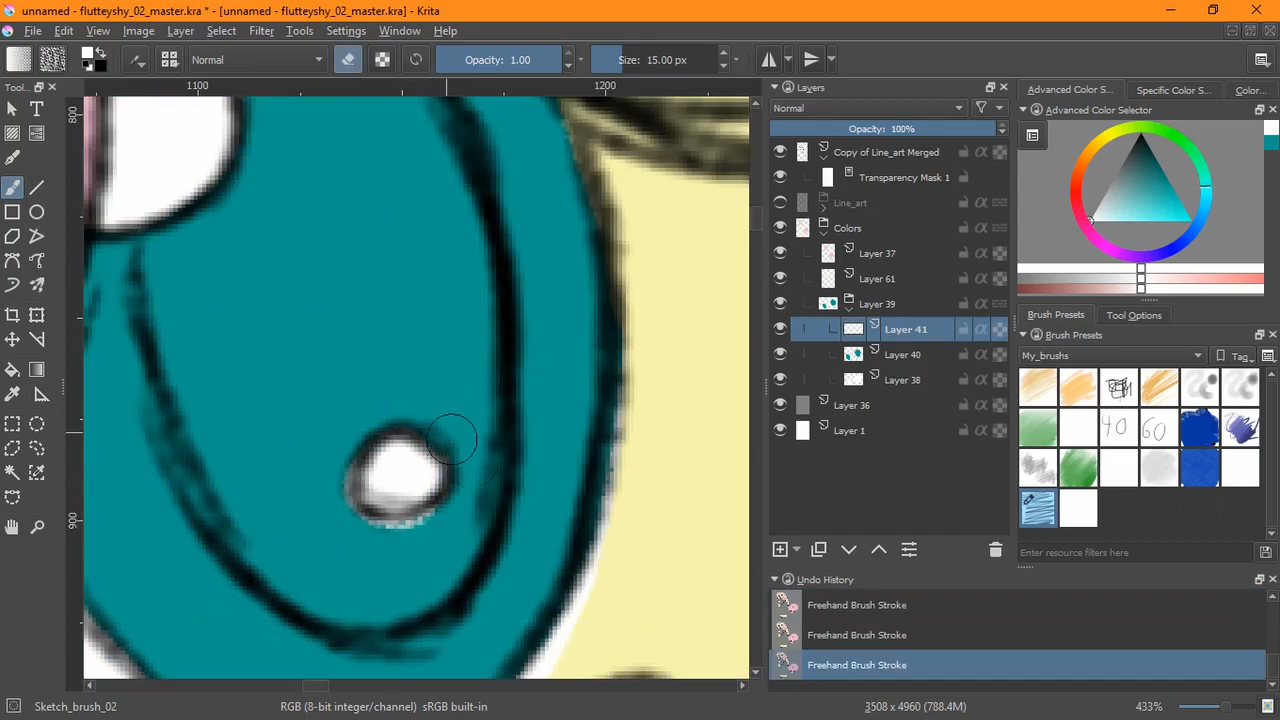 unnamed - flutteyshy_02_master.kra * - [unnamed - flutteyshy_02_master.kra] - Krita
File Edit View Image Layer Select Filter Tools Settings Window Help
Normal Opacity: 1.00 Size: 15.00 px
Tool...
1100 1200
800
900
Layers
Normal
Opacity: 100%
Copy of Line_art Merged
Transparency Mask 1
Line_art
Colors
Layer 37
Layer 61
Layer 39
Layer 41
Layer 40
Layer 38
Layer 36
Layer 1
Undo History
Freehand Brush Stroke
Freehand Brush Stroke
Freehand Brush Stroke
Advanced Color S... Specific Color S... Color...
Advanced Color Selector
Brush Presets Tool Options
Brush Presets
My_brushes Tag
40 60
Enter resource filters here
Sketch_brush_02 RGB (8-bit integer/channel) sRGB built-in 3508 x 4960 (788.4M) 433%